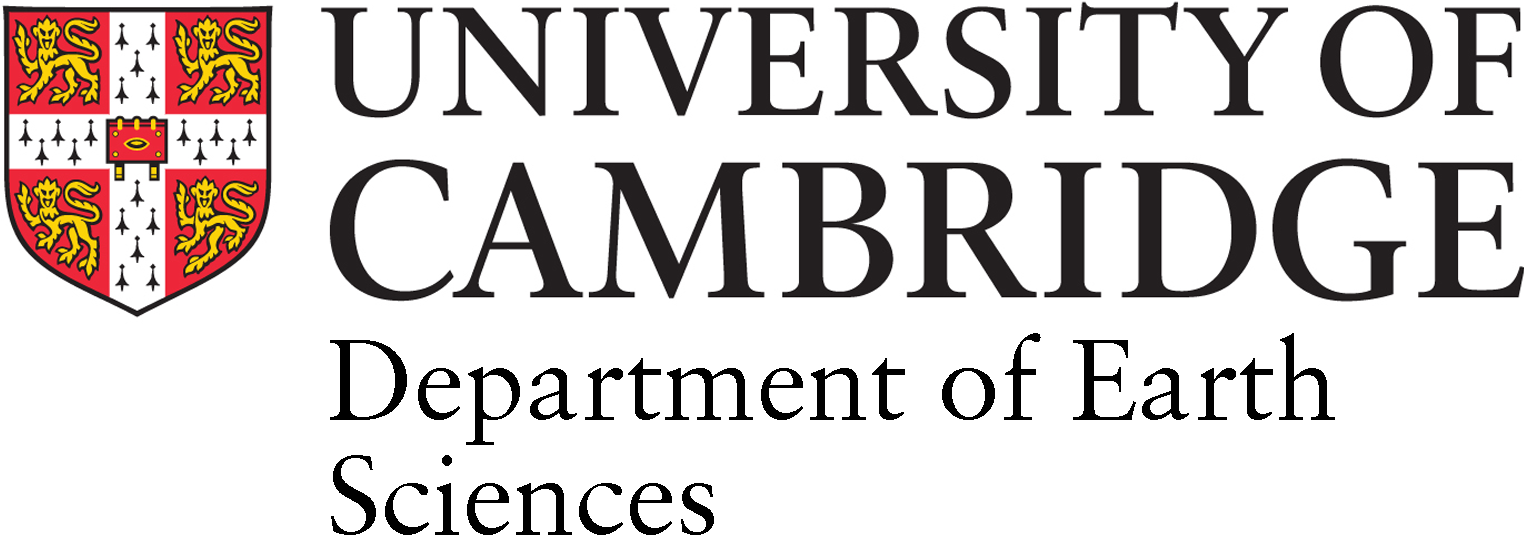 UNIVERSITY OF
CAMBRIDGE
Department of Earth
Sciences